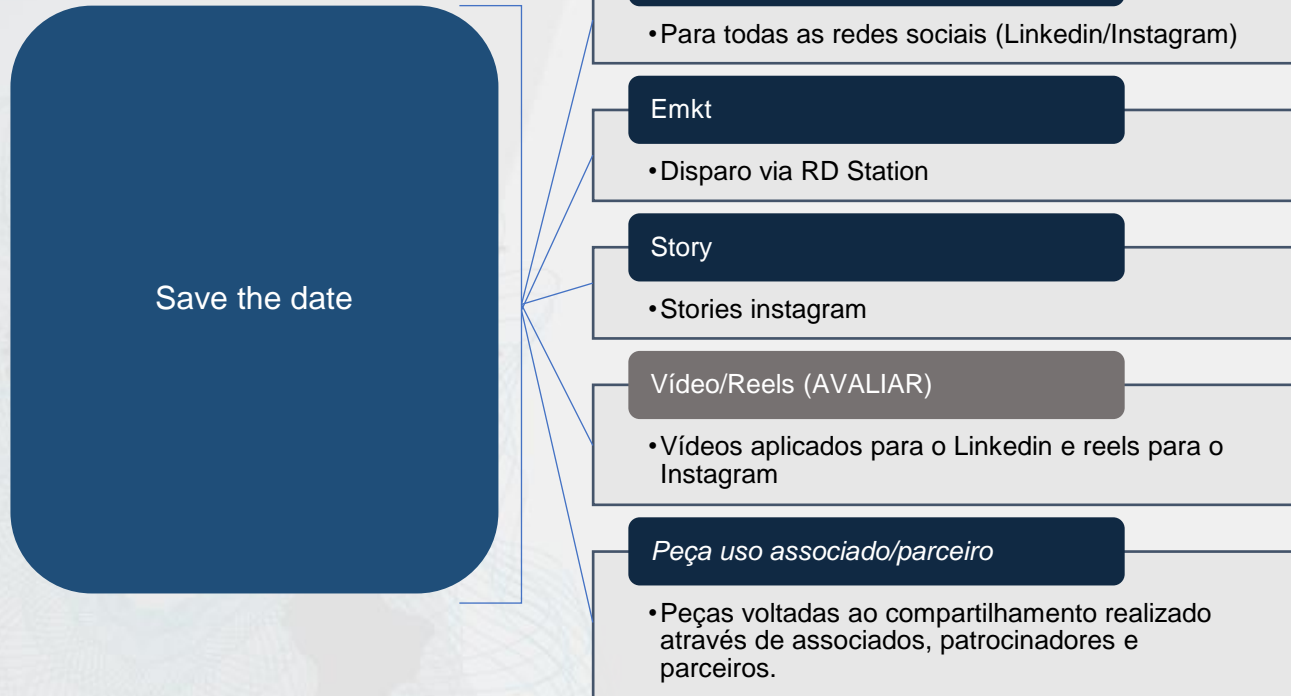 Save the date
•Para todas as redes sociais (Linkedin/Instagram)
Emkt
•Disparo via RD Station
Story
•Stories instagram
Vídeo/Reels (AVALIAR)
•Vídeos aplicados para o Linkedin e reels para o
Instagram
Peça uso associado/parceiro
•Peças voltadas ao compartilhamento realizado
através de associados, patrocinadores e
parceiros.